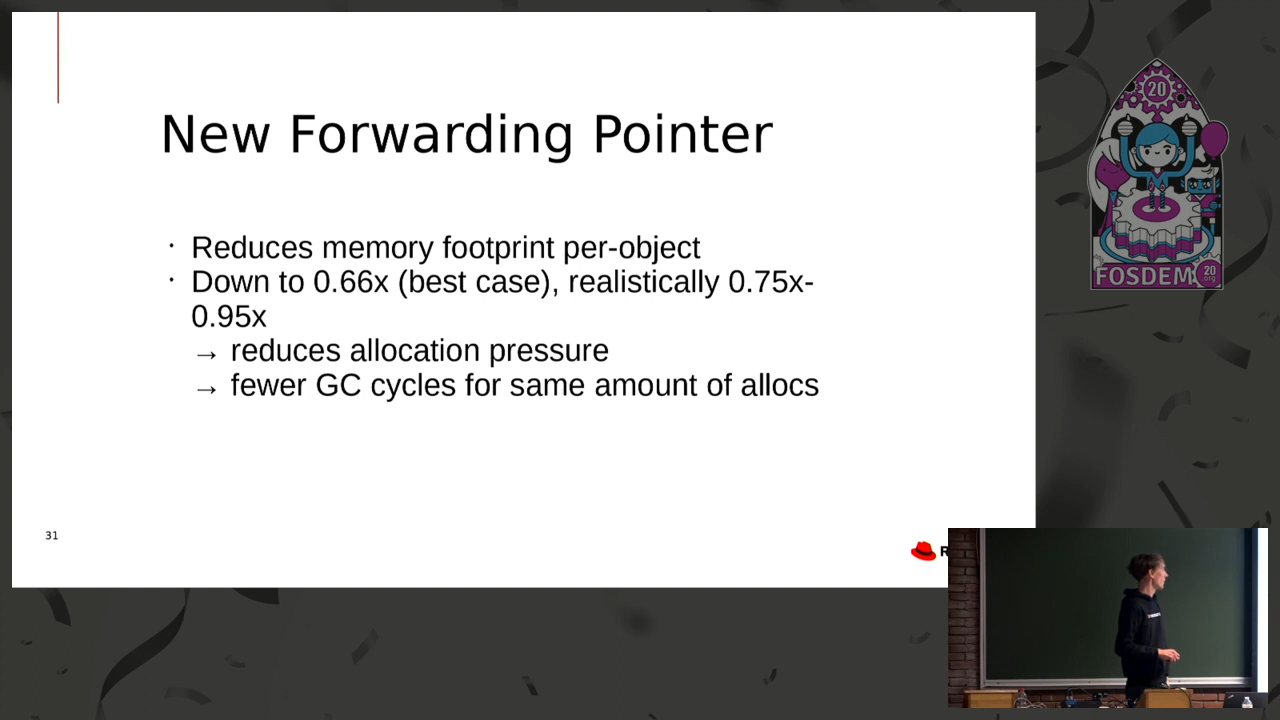 New Forwarding Pointer
· Reduces memory footprint per-object
· Down to 0.66x (best case), realistically 0.75x-
0.95x
→ reduces allocation pressure
→ fewer GC cycles for same amount of allocs
31
20
FOSDEM
20
org